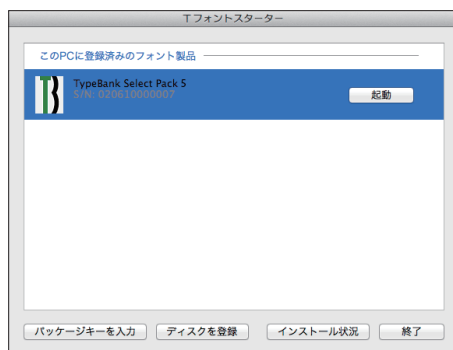 Tフォントスターター
このPCに登録済みのフォント製品
TypeBank Select Pack 5
S/N: 020610000007
起動
パッケージキーを入力 ディスクを登録 インストール状況 終了